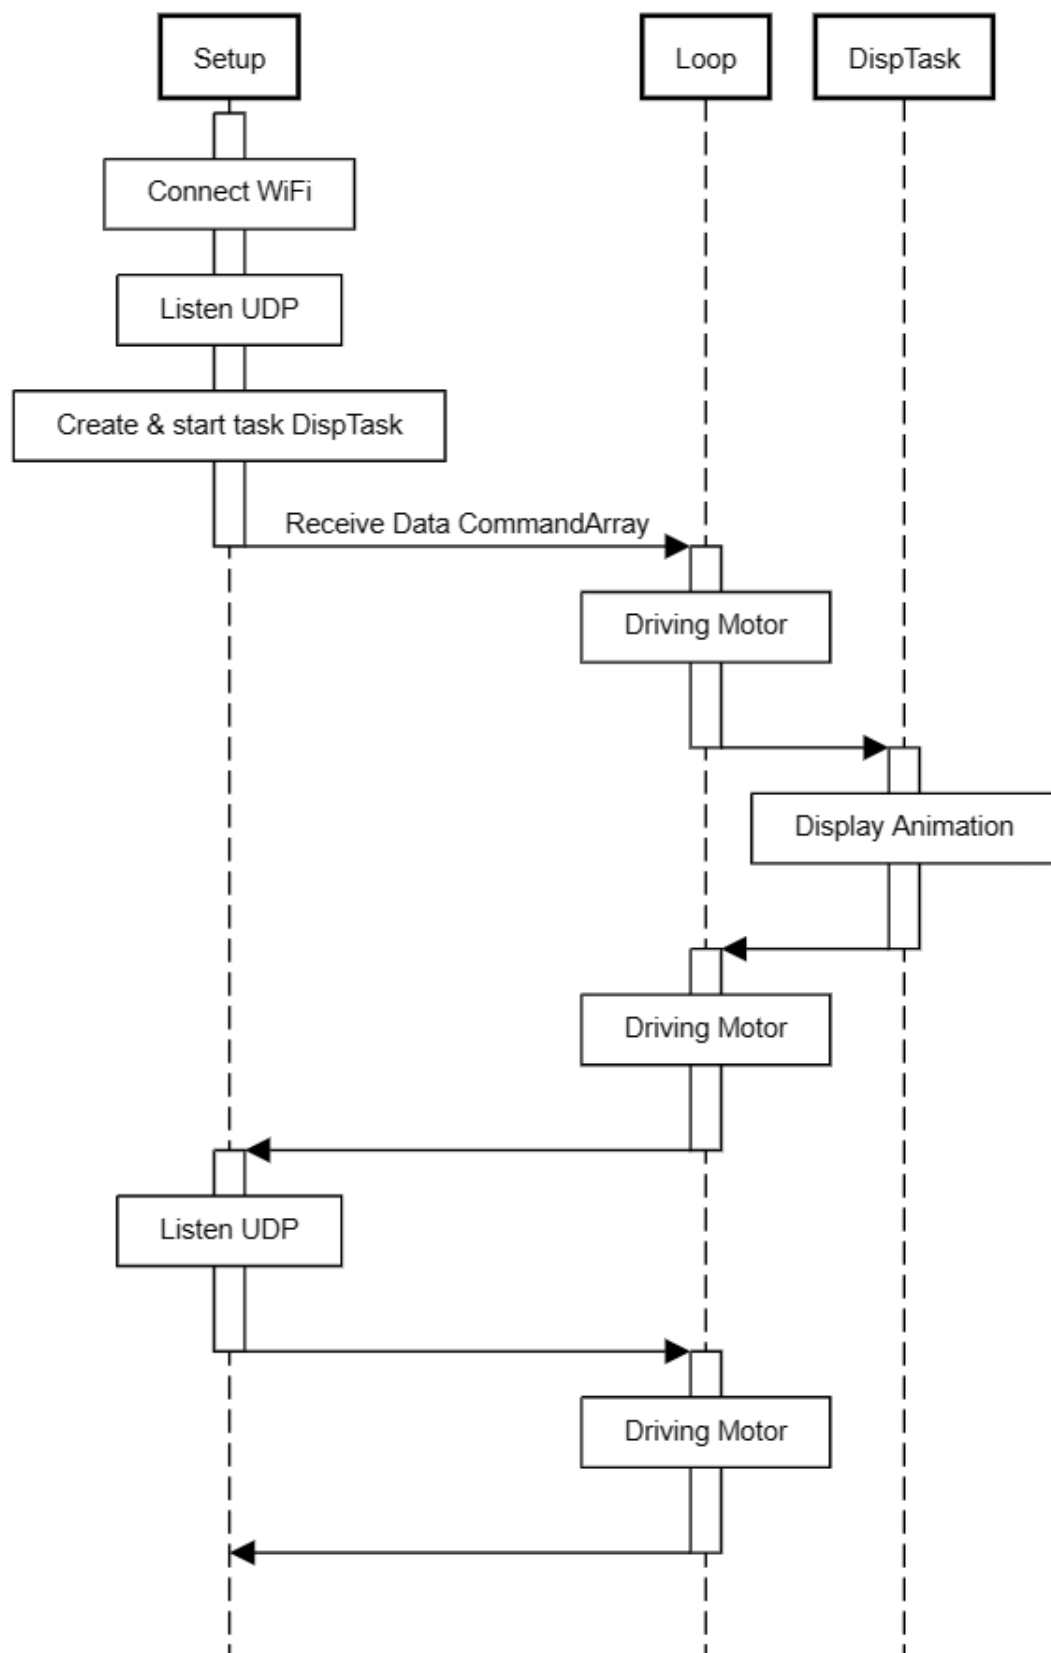 Setup
Loop
DispTask
Connect WiFi
Listen UDP
Create & start task DispTask
Receive Data CommandArray
Driving Motor
Display Animation
Driving Motor
Listen UDP
Driving Motor